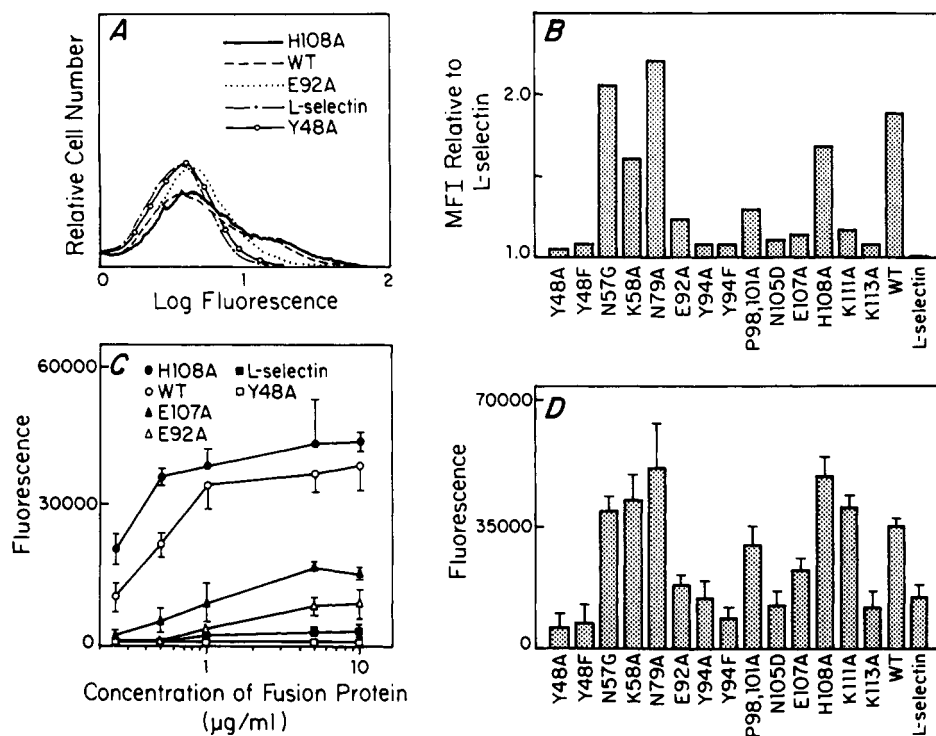 A
H108A
WT
E92A
L-selectin
Y48A
Relative Cell Number
0
1
2
Log Fluorescence
B
MFI Relative to
L-selectin
2.0
1.0
Y48A
Y48F
N57G
K58A
N79A
E92A
Y94A
Y94F
P98,101A
N105D
E107A
H108A
K111A
K113A
WT
L-selectin
C
H108A
L-selectin
WT
Y48A
E107A
E92A
Fluorescence
60000
30000
0
1
10
Concentration of Fusion Protein
(µg/ml)
D
Fluorescence
70000
35000
0
Y48A
Y48F
N57G
K58A
N79A
E92A
Y94A
Y94F
P98,101A
N105D
E107A
H108A
K111A
K113A
WT
L-selectin